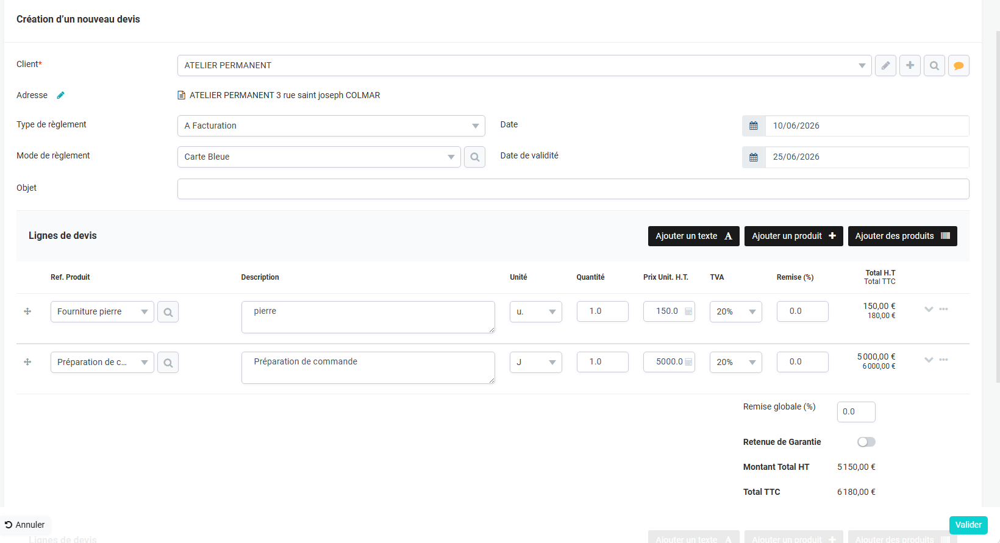 Création d’un nouveau devis
Client*
ATELIER PERMANENT
Adresse
ATELIER PERMANENT 3 rue saint joseph COLMAR
Type de règlement
A Facturation
Date
10/06/2026
Mode de règlement
Carte Bleue
Date de validité
25/06/2026
Objet
Lignes de devis
Ajouter un texte A
Ajouter un produit
Ajouter des produits
Ref. Produit Description Unité Quantité Prix Unit. H.T. TVA Remise (%) Total H.T
Total TTC
Fourniture pierre pierre u. 1.0 150.0 20% 0.0 150,00 €
180,00 €
Préparation de c... Préparation de commande J 1.0 5000.0 20% 0.0 5 000,00 €
6 000,00 €
Remise globale (%) 0.0
Retenue de Garantie
Montant Total HT 5 150,00 €
Total TTC 6 180,00 €
Annuler
Valider
Lignes de devis
Ajouter un texte A
Ajouter un produit
Ajouter des produits